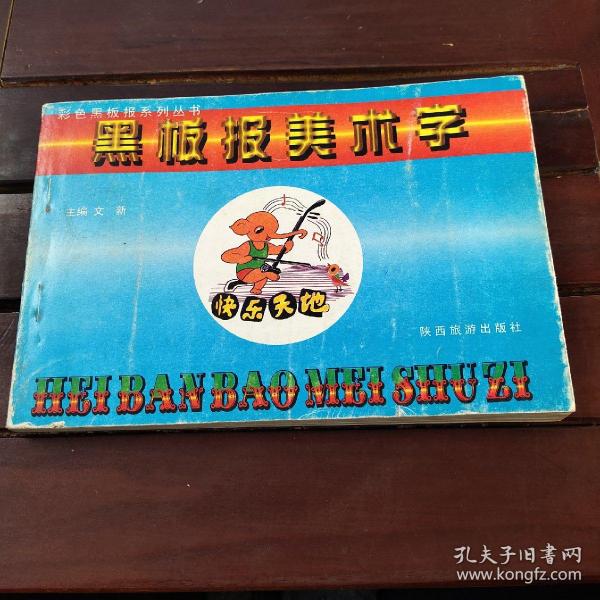 彩色黑板报系列丛书
黑板报美术字
主编 文 新
快乐天地
陕西旅游出版社
HEI BAN BAO MEI SHU ZI
孔夫子旧书网
www.kongfz.com